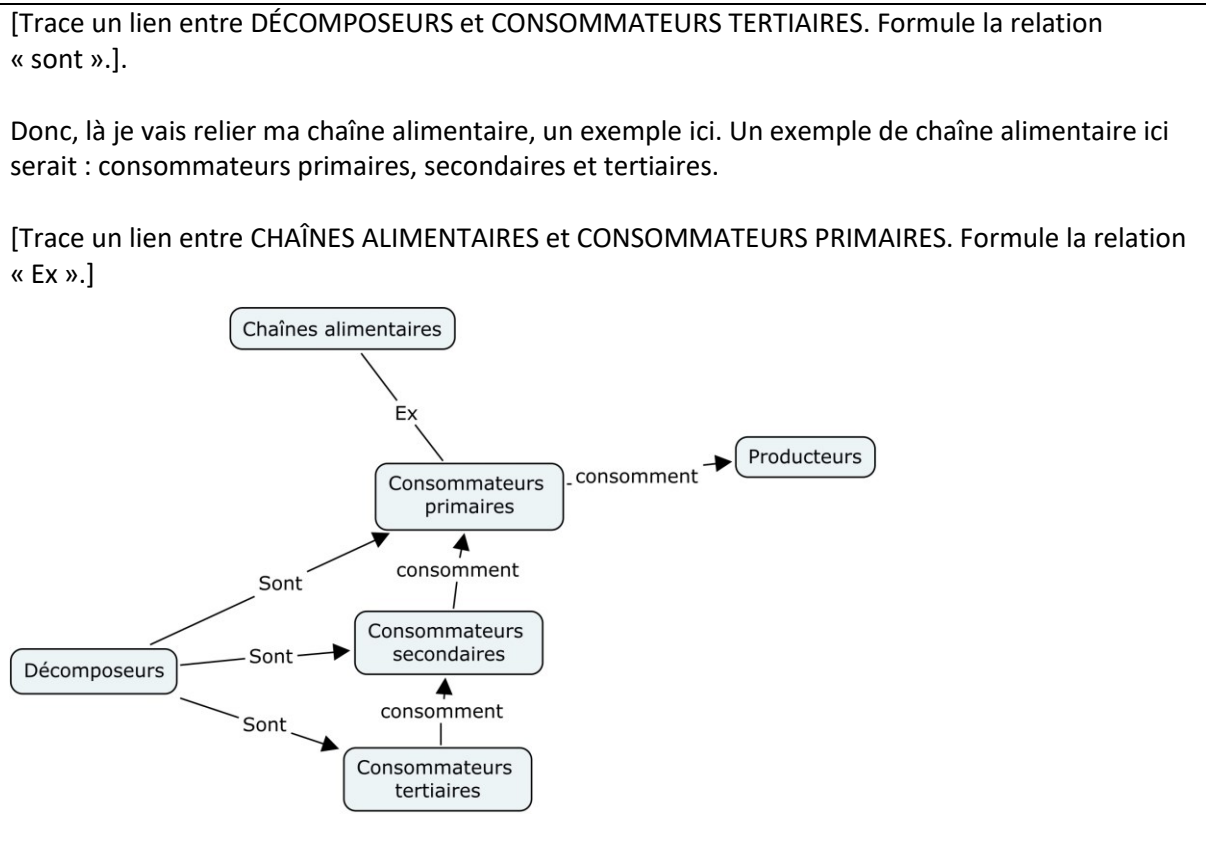 [Trace un lien entre DÉCOMPOSEURS et CONSOMMATEURS TERTIAIRES. Formule la relation
« sont ».].
Donc, là je vais relier ma chaîne alimentaire, un exemple ici. Un exemple de chaîne alimentaire ici
serait : consommateurs primaires, secondaires et tertiaires.
[Trace un lien entre CHAÎNES ALIMENTAIRES et CONSOMMATEURS PRIMAIRES. Formule la relation
« Ex ».]
Chaînes alimentaires
Ex
Producteurs
consomment
Consommateurs
primaires
consomment
Sont
Consommateurs
secondaires
Sont
Décomposeurs
consomment
Sont
Consommateurs
tertiaires